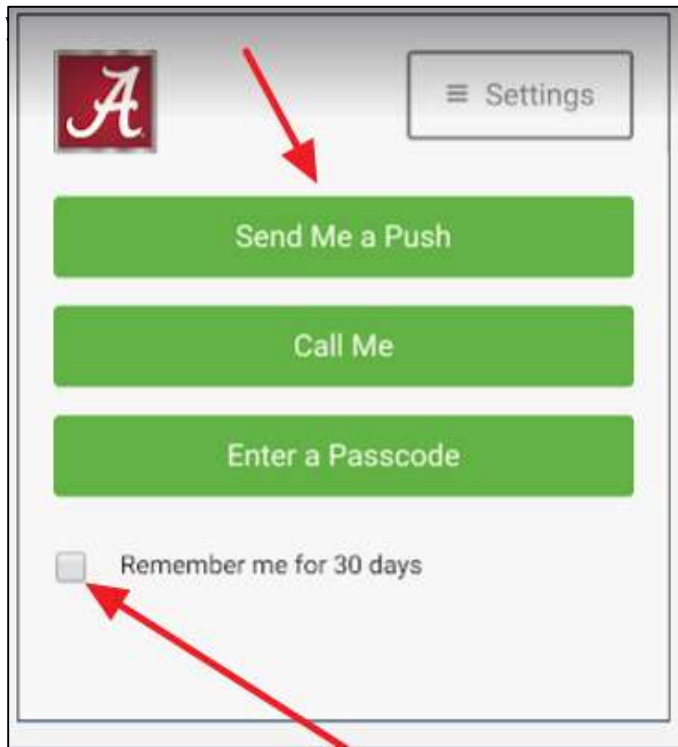 A
≡ Settings
Send Me a Push
Call Me
Enter a Passcode
Remember me for 30 days